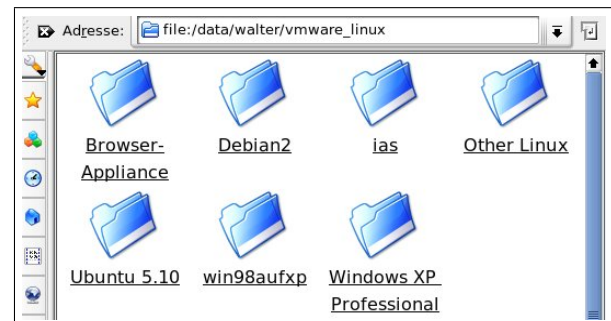 Adresse: file:/data/walter/vmware_linux
Browser-
Appliance
Debian2
ias
Other Linux
Ubuntu 5.10
win98aufxp
Windows XP
Professional